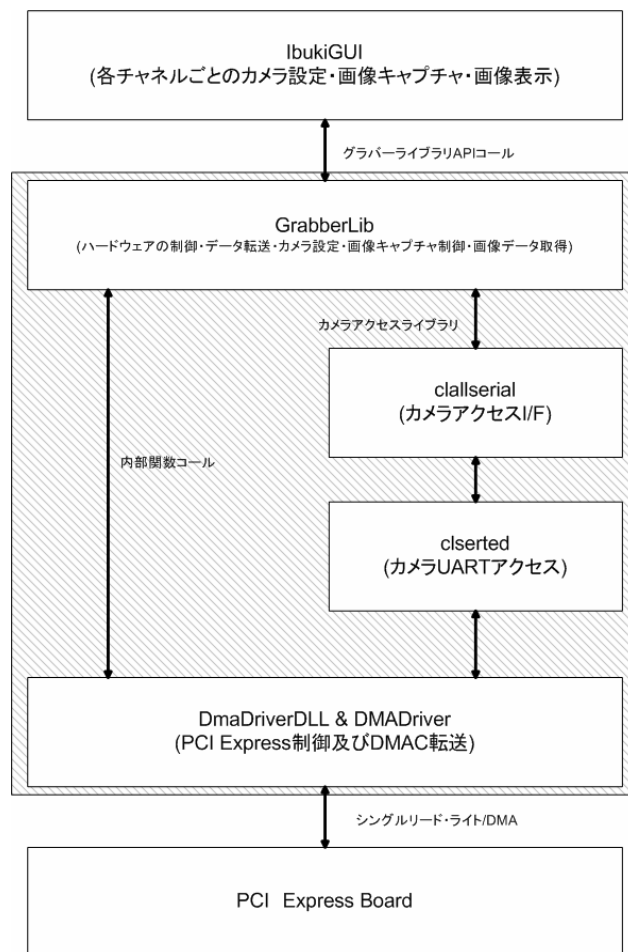 IbukiGUI
(各チャネルごとのカメラ設定・画像キャプチャ・画像表示)
グラバーライブラリAPIコール
GrabberLib
(ハードウェアの制御・データ転送・カメラ設定・画像キャプチャ制御・画像データ取得)
カメラアクセスライブラリ
clallserial
(カメラアクセスI/F)
内部関数コール
clserted
(カメラUARTアクセス)
DmaDriverDLL & DMADriver
(PCI Express制御及びDMAC転送)
シングルリード・ライト/DMA
PCI Express Board